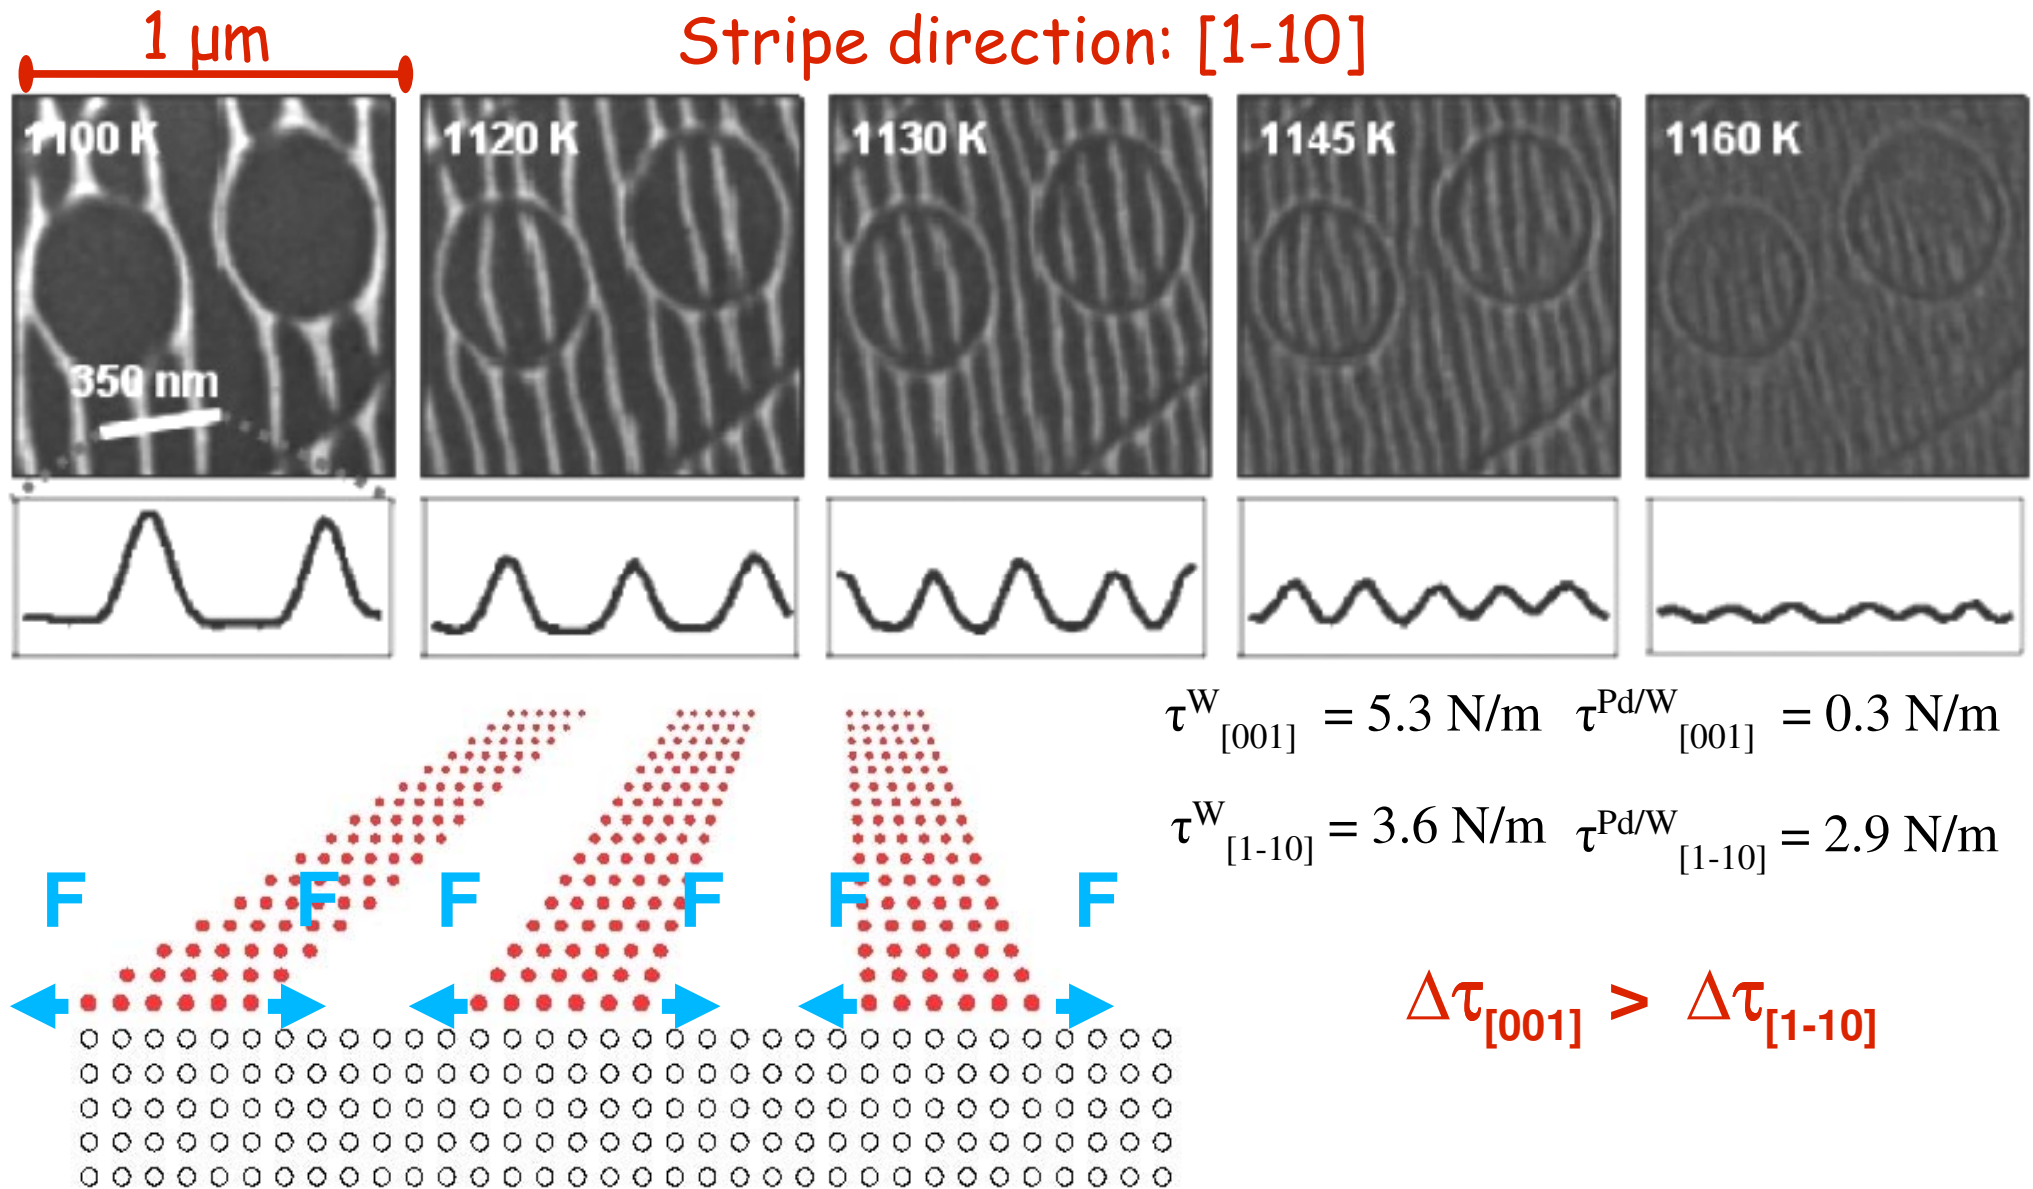 1 μm
Stripe direction: [1-10]
1100 K
1120 K
1130 K
1145 K
1160 K
350 nm
τ^W_[001] = 5.3 N/m τ^Pd/W_[001] = 0.3 N/m
τ^W_[1-10] = 3.6 N/m τ^Pd/W_[1-10] = 2.9 N/m
F F F F F F
Δτ_[001] > Δτ_[1-10]